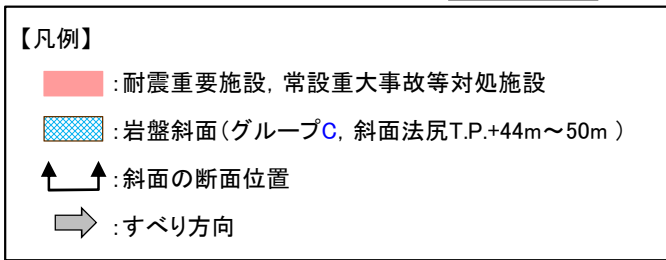 【凡例】
:耐震重要施設, 常設重大事故等対処施設
:岩盤斜面(グループC, 斜面法尻T.P.+44m~50m )
:斜面の断面位置
:すべり方向